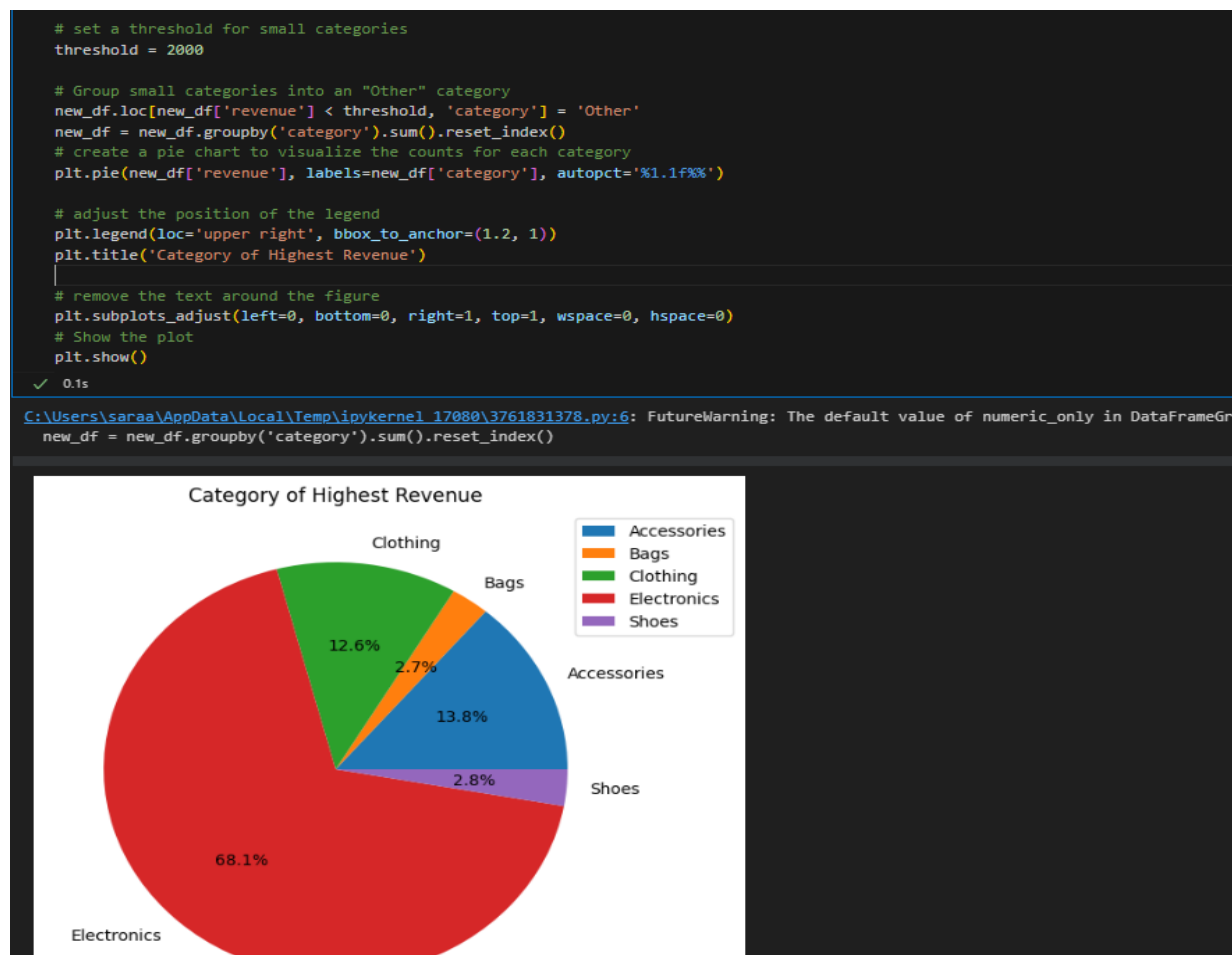 # set a threshold for small categories
threshold = 2000
# Group small categories into an "Other" category
new_df.loc[new_df['revenue'] < threshold, 'category'] = 'Other'
new_df = new_df.groupby('category').sum().reset_index()
# create a pie chart to visualize the counts for each category
plt.pie(new_df['revenue'], labels=new_df['category'], autopct='%1.1f%%')
# adjust the position of the legend
plt.legend(loc='upper right', bbox_to_anchor=(1.2, 1))
plt.title('Category of Highest Revenue')
# remove the text around the figure
plt.subplots_adjust(left=0, bottom=0, right=1, top=1, wspace=0, hspace=0)
# Show the plot
plt.show()
0.1s
C:\Users\saraa\AppData\Local\Temp\ipykernel_17080\3761831378.py:6: FutureWarning: The default value of numeric_only in DataFrameGr
new_df = new_df.groupby('category').sum().reset_index()
Category of Highest Revenue
Accessories
Bags
Clothing
Electronics
Shoes
Clothing
Bags
12.6%
2.7%
Accessories
13.8%
2.8%
Shoes
68.1%
Electronics